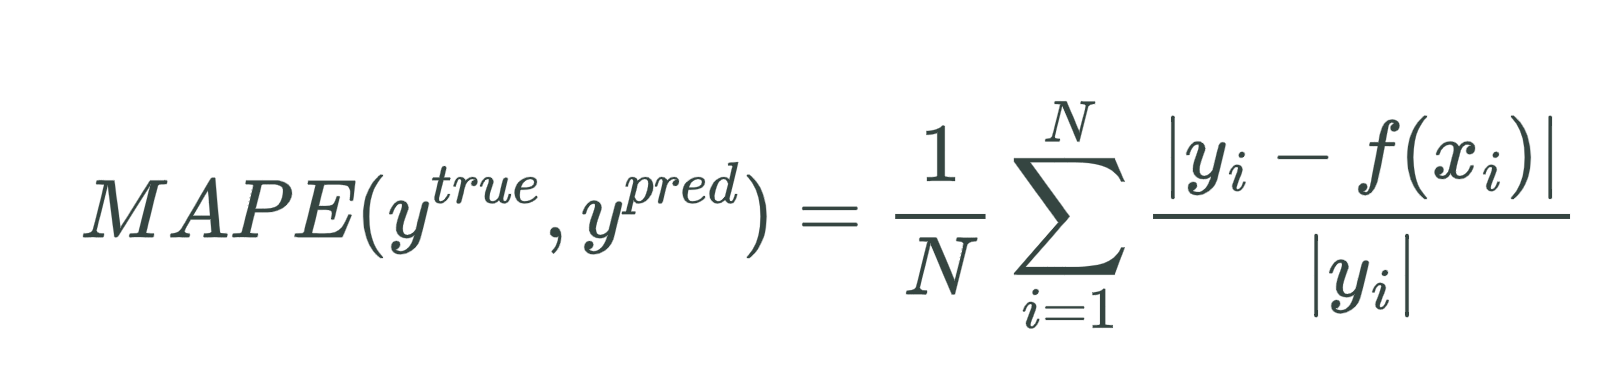 MAPE(y^{true}, y^{pred}) = \frac{1}{N} \sum_{i=1}^{N} \frac{|y_i - f(x_i)|}{|y_i|}